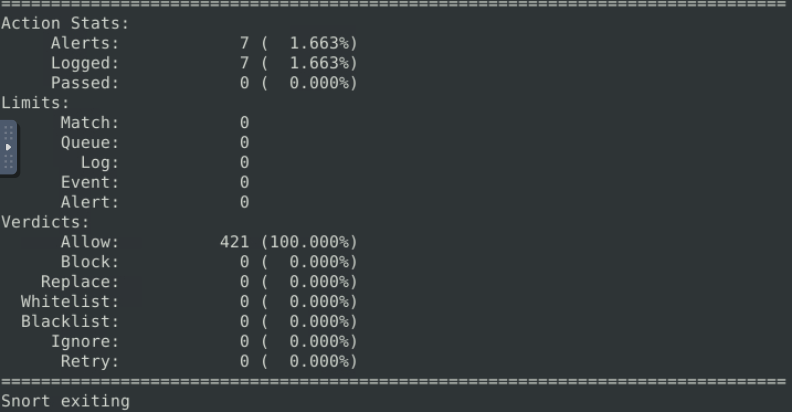 ===============================================================================
Action Stats:
     Alerts:            7 (  1.663%)
     Logged:            7 (  1.663%)
     Passed:            0 (  0.000%)
Limits:
      Match:            0
      Queue:            0
        Log:            0
      Event:            0
      Alert:            0
Verdicts:
      Allow:          421 (100.000%)
      Block:            0 (  0.000%)
    Replace:            0 (  0.000%)
  Whitelist:            0 (  0.000%)
  Blacklist:            0 (  0.000%)
     Ignore:            0 (  0.000%)
      Retry:            0 (  0.000%)
===============================================================================
Snort exiting